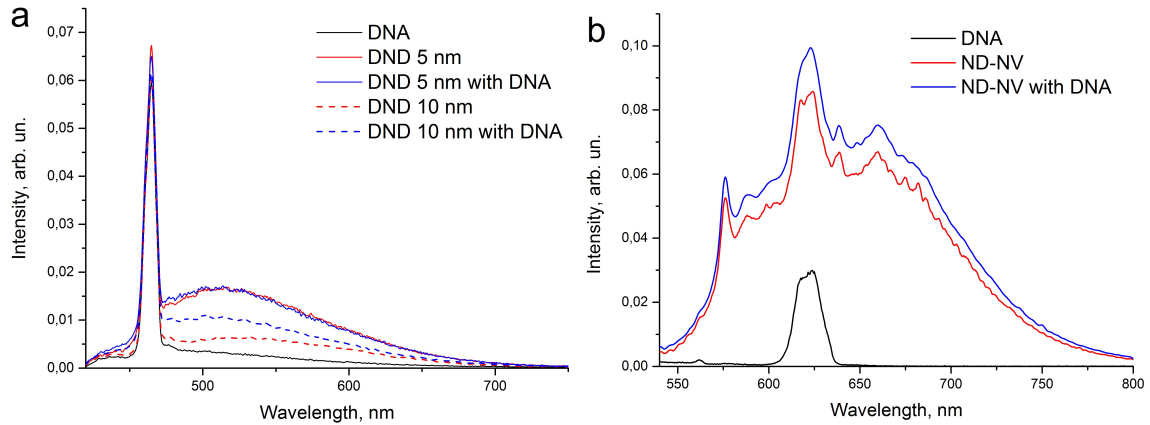 a
0,07
0,06
0,05
0,04
0,03
0,02
0,01
0,00
Intensity, arb. un.
500
600
700
Wavelength, nm
DNA
DND 5 nm
DND 5 nm with DNA
DND 10 nm
DND 10 nm with DNA
b
0,10
0,08
0,06
0,04
0,02
0,00
Intensity, arb. un.
550
600
650
700
750
800
Wavelength, nm
DNA
ND-NV
ND-NV with DNA